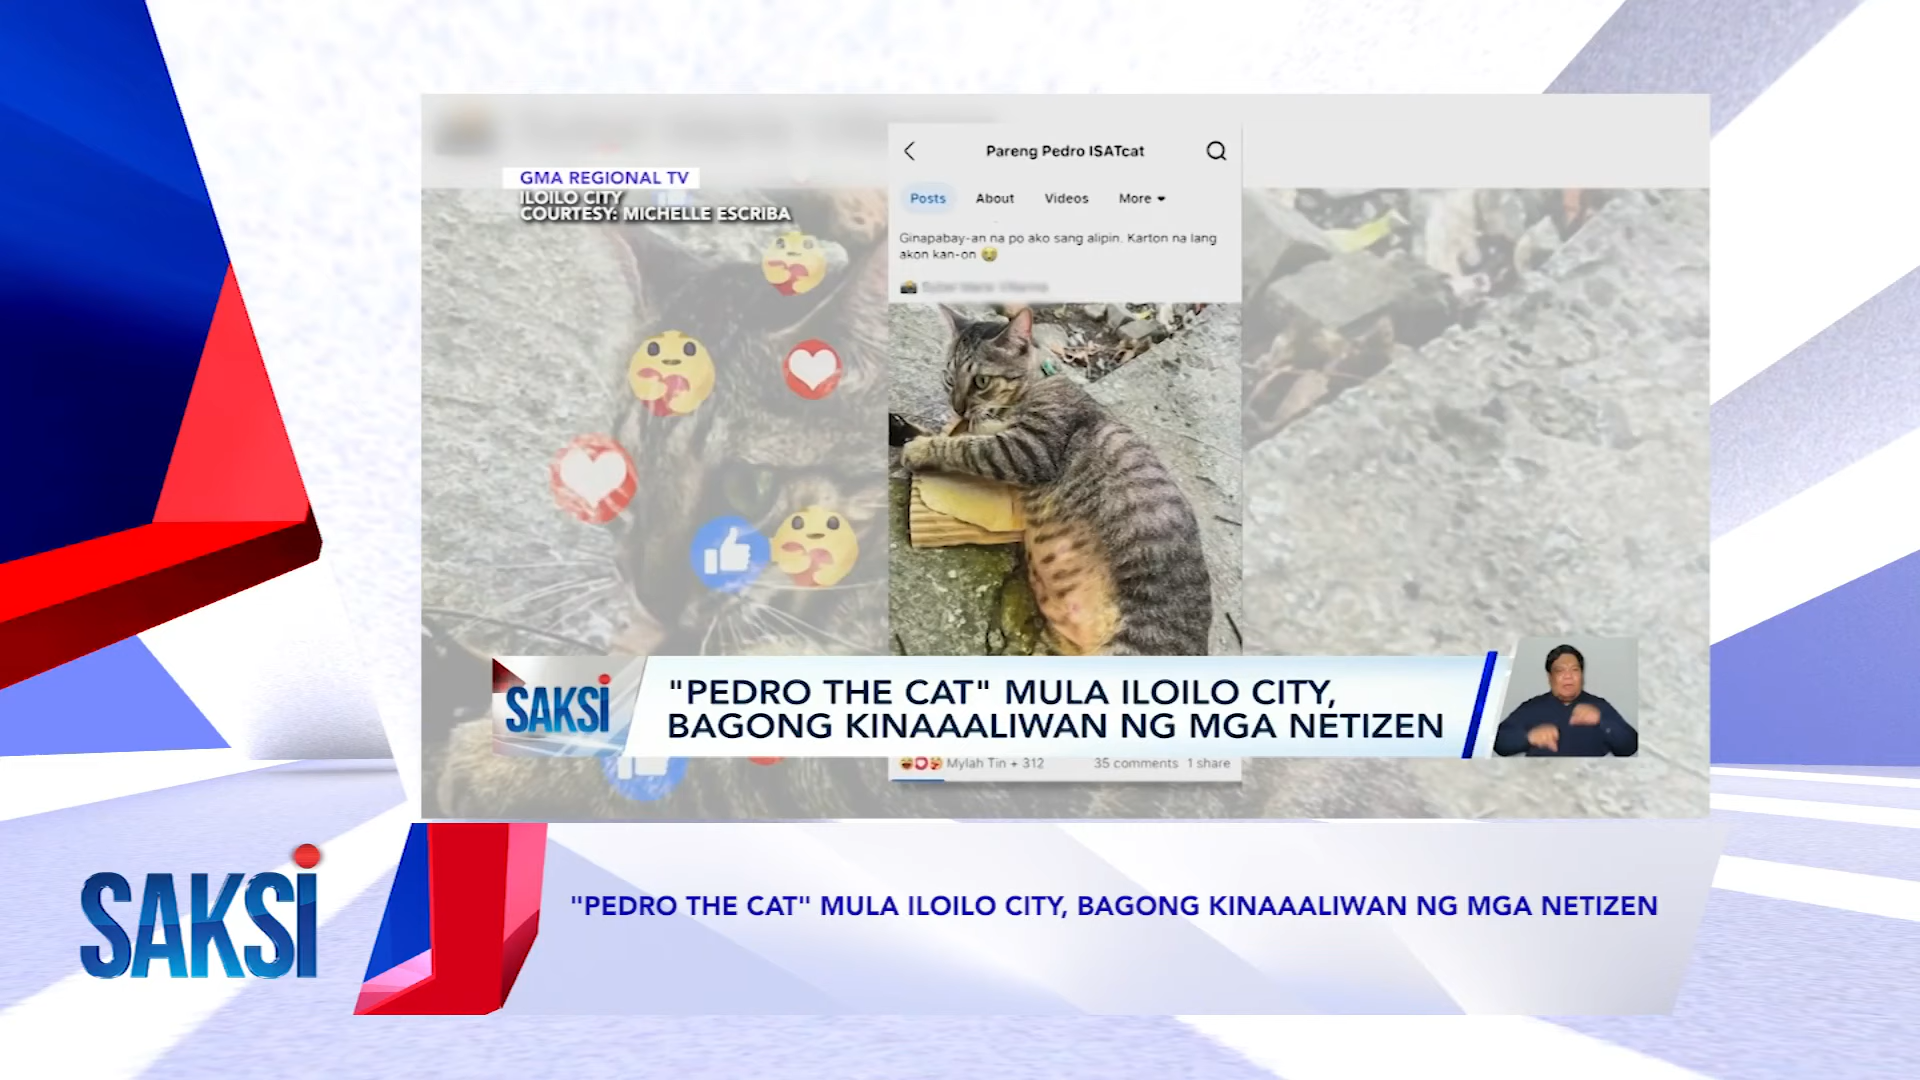 GMA REGIONAL TV
ILOILO CITY
COURTESY: MICHELLE ESCRIBA
Pareng Pedro ISATcat
Posts About Videos More
Ginapabay-an na po ako sang alipin. Karton na lang
akon kan-on 😭
SAKSI
"PEDRO THE CAT" MULA ILOILO CITY,
BAGONG KINAAALIWAN NG MGA NETIZEN
Mylah Tin + 312 35 comments 1 share
SAKSI
"PEDRO THE CAT" MULA ILOILO CITY, BAGONG KINAAALIWAN NG MGA NETIZEN